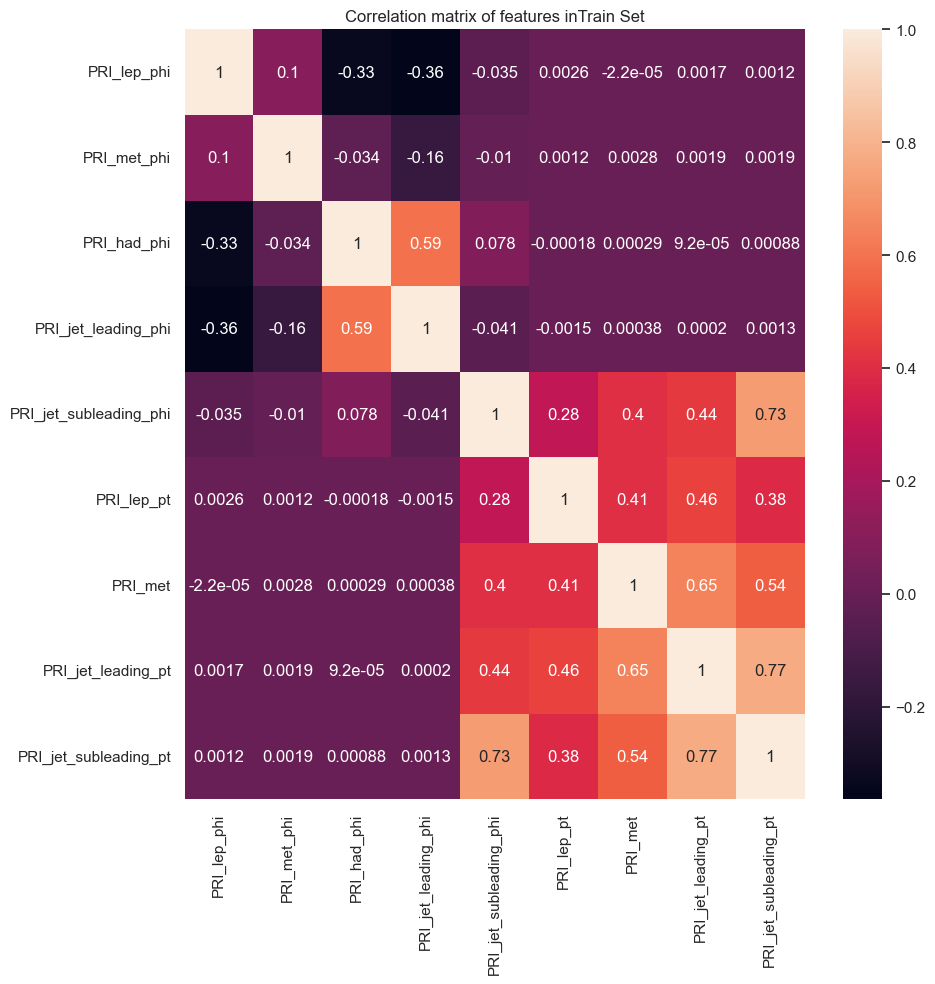 Correlation matrix of features inTrain Set
PRI_lep_phi 1 0.1 -0.33 -0.36 -0.035 0.0026 -2.2e-05 0.0017 0.0012
PRI_met_phi 0.1 1 -0.034 -0.16 -0.01 0.0012 0.0028 0.0019 0.0019
PRI_had_phi -0.33 -0.034 1 0.59 0.078 -0.00018 0.00029 9.2e-05 0.00088
PRI_jet_leading_phi -0.36 -0.16 0.59 1 -0.041 -0.0015 0.00038 0.0002 0.0013
PRI_jet_subleading_phi -0.035 -0.01 0.078 -0.041 1 0.28 0.4 0.44 0.73
PRI_lep_pt 0.0026 0.0012 -0.00018 -0.0015 0.28 1 0.41 0.46 0.38
PRI_met -2.2e-05 0.0028 0.00029 0.00038 0.4 0.41 1 0.65 0.54
PRI_jet_leading_pt 0.0017 0.0019 9.2e-05 0.0002 0.44 0.46 0.65 1 0.77
PRI_jet_subleading_pt 0.0012 0.0019 0.00088 0.0013 0.73 0.38 0.54 0.77 1
PRI_lep_phi
PRI_met_phi
PRI_had_phi
PRI_jet_leading_phi
PRI_jet_subleading_phi
PRI_lep_pt
PRI_met
PRI_jet_leading_pt
PRI_jet_subleading_pt
1.0
0.8
0.6
0.4
0.2
0.0
−0.2